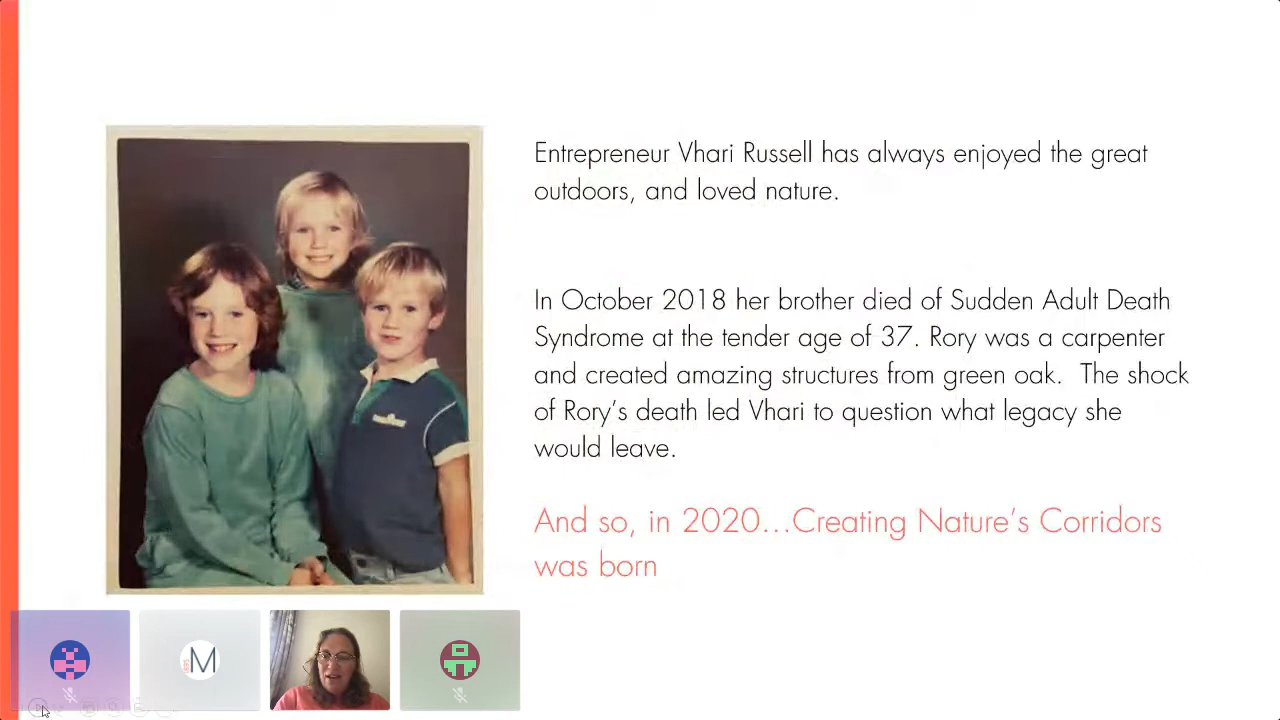 Entrepreneur Vhari Russell has always enjoyed the great
outdoors, and loved nature.
In October 2018 her brother died of Sudden Adult Death
Syndrome at the tender age of 37. Rory was a carpenter
and created amazing structures from green oak.  The shock
of Rory's death led Vhari to question what legacy she
would leave.
And so, in 2020...Creating Nature's Corridors
was born
M